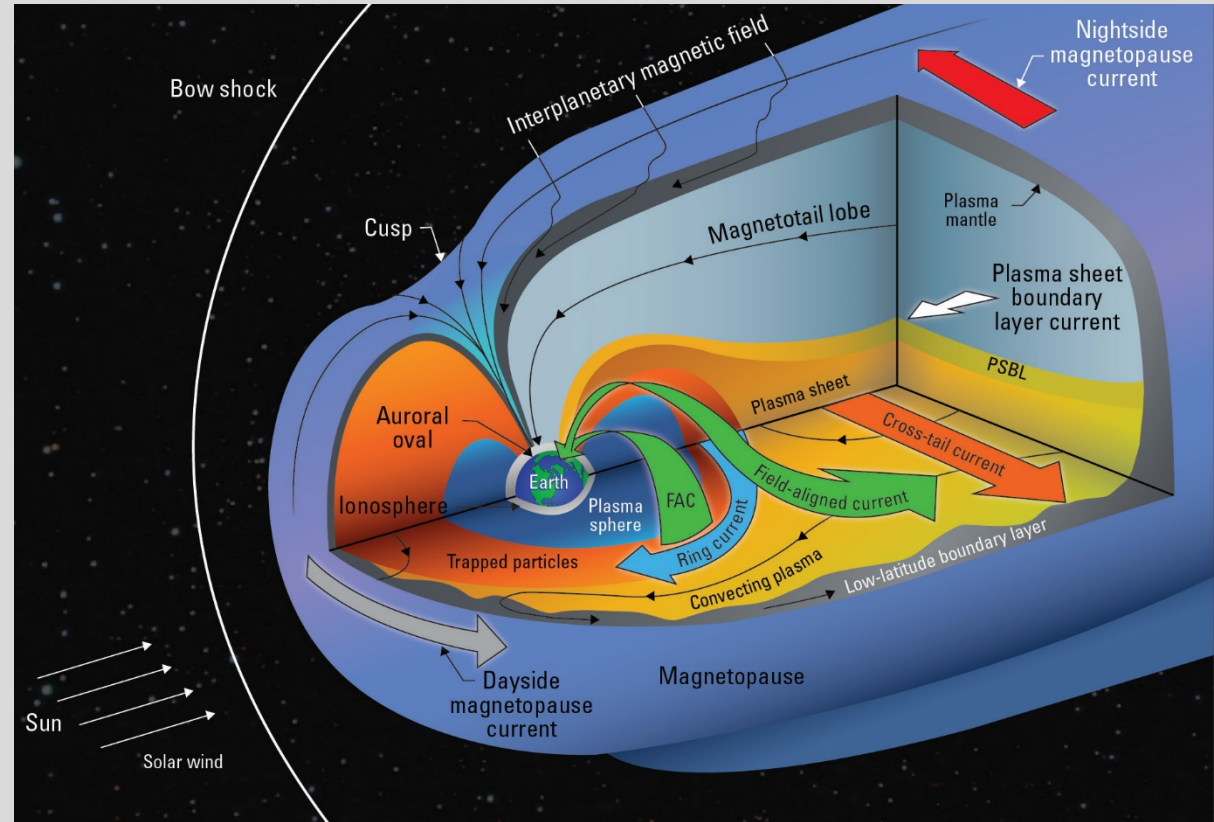 Nightside
magnetopause
current
Bow shock
Interplanetary magnetic field
Plasma
mantle
Cusp
Magnetotail lobe
Plasma sheet
boundary
layer current
PSBL
Plasma sheet
Auroral
oval
Cross-tail current
Earth
Field-aligned current
Ionosphere
Plasma
sphere
FAC
Ring current
Trapped particles
Convecting plasma
Low-latitude boundary layer
Dayside
magnetopause
current
Magnetopause
Sun
Solar wind